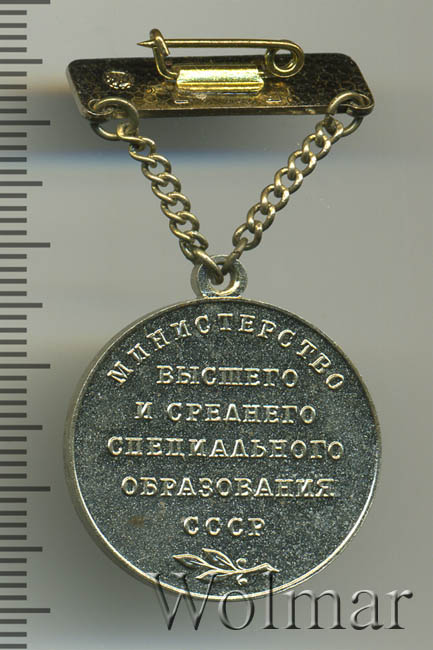 МИНИСТЕРСТВО
ВЫСШЕГО
И СРЕДНЕГО
СПЕЦИАЛЬНОГО
ОБРАЗОВАНИЯ
СССР
Wolmar